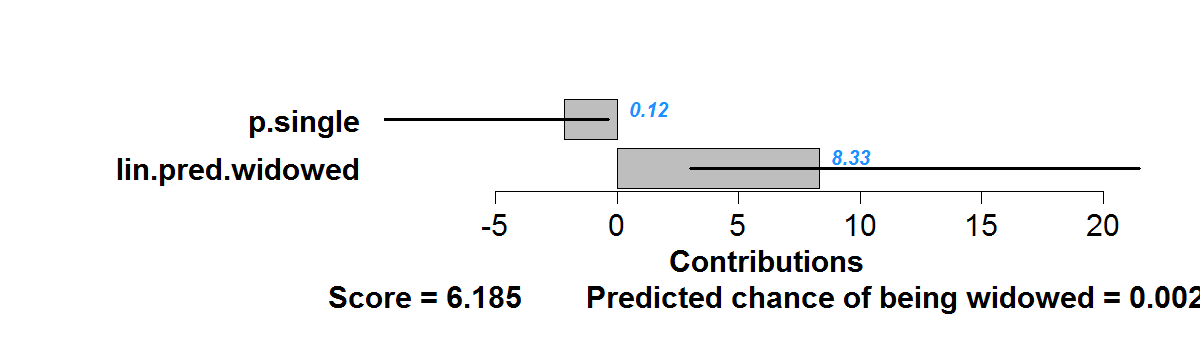 p.single 0.12
lin.pred.widowed 8.33
-5 0 5 10 15 20
Contributions
Score = 6.185 Predicted chance of being widowed = 0.002